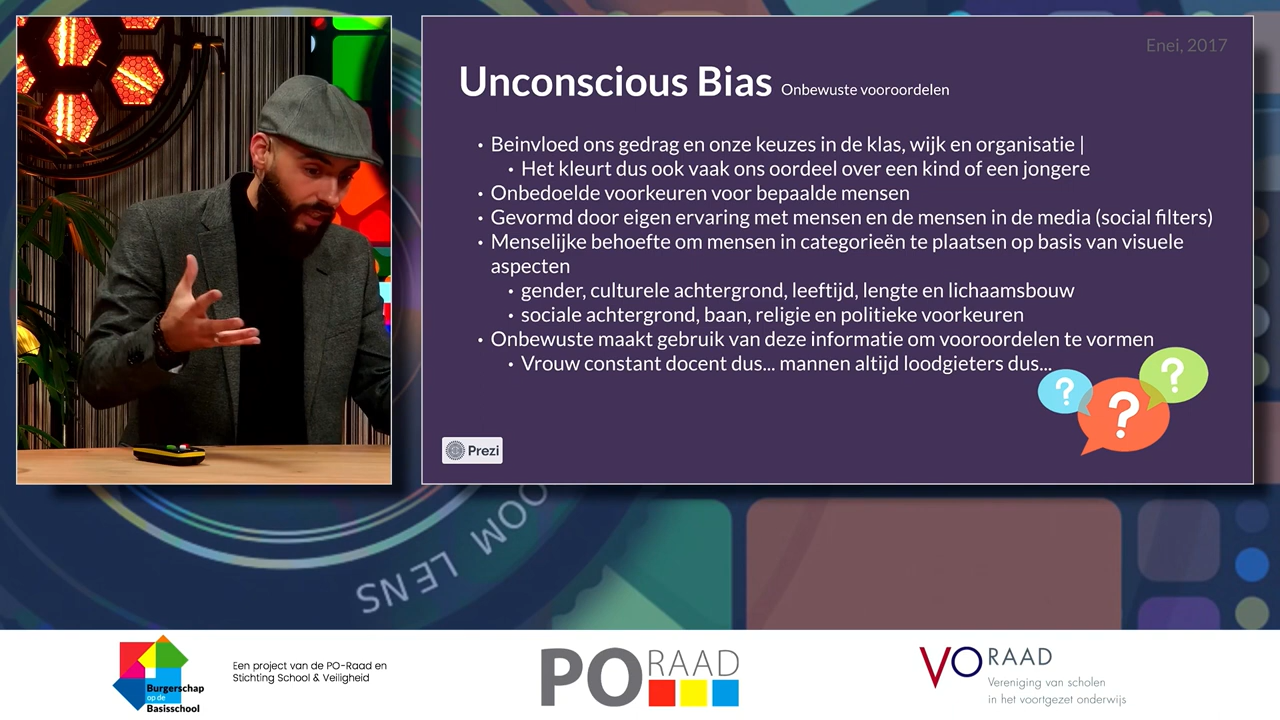 Enei, 2017
Unconscious Bias Onbewuste vooroordelen
• Beinvloed ons gedrag en onze keuzes in de klas, wijk en organisatie |
• Het kleurt dus ook vaak ons oordeel over een kind of een jongere
• Onbedoelde voorkeuren voor bepaalde mensen
• Gevormd door eigen ervaring met mensen en de mensen in de media (social filters)
• Menselijke behoefte om mensen in categorieën te plaatsen op basis van visuele
aspecten
• gender, culturele achtergrond, leeftijd, lengte en lichaamsbouw
• sociale achtergrond, baan, religie en politieke voorkeuren
• Onbewuste maakt gebruik van deze informatie om vooroordelen te vormen
• Vrouw constant docent dus... mannen altijd loodgieters dus...
? ? ?
Prezi
ZOOM LENS
Burgerschap
op de
Basisschool
Een project van de PO-Raad en
Stichting School & Veiligheid
PO RAAD
VO RAAD
Vereniging van scholen
in het voortgezet onderwijs